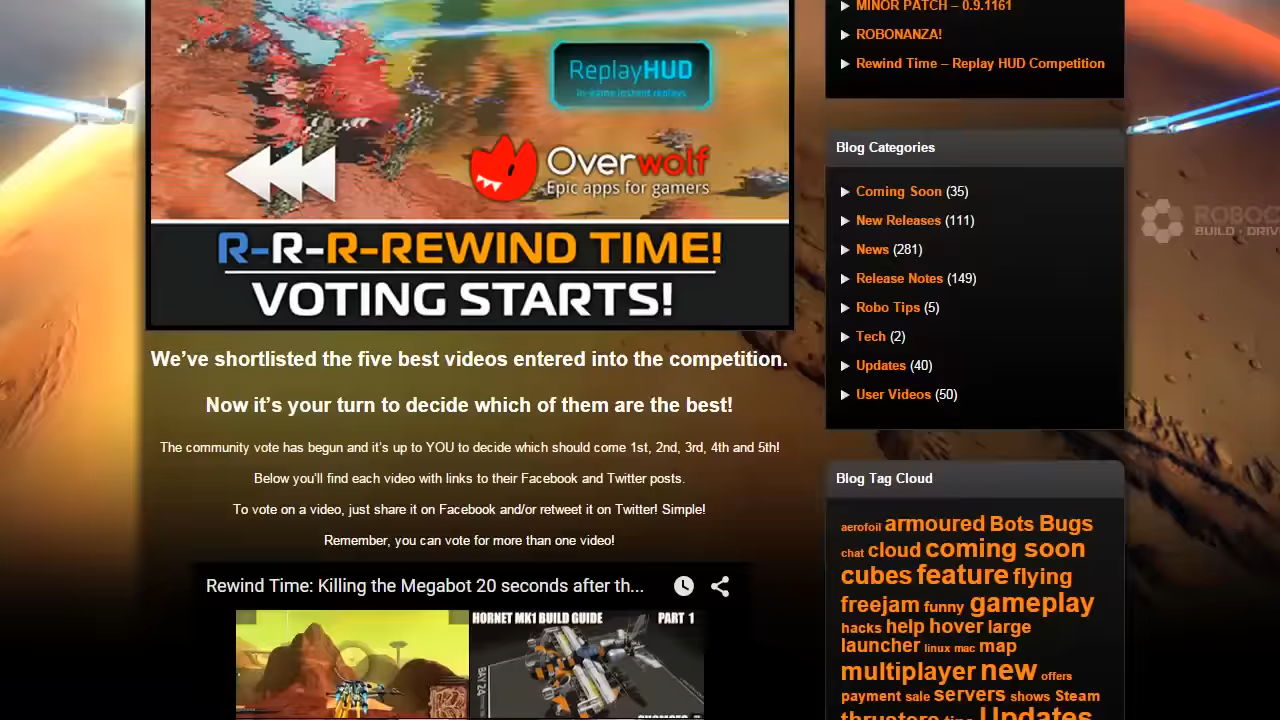 ReplayHUD
in-game instant replays
Overwolf
Epic apps for gamers
R-R-R-REWIND TIME!
VOTING STARTS!
We’ve shortlisted the five best videos entered into the competition.
Now it’s your turn to decide which of them are the best!
The community vote has begun and it’s up to YOU to decide which should come 1st, 2nd, 3rd, 4th and 5th!
Below you’ll find each video with links to their Facebook and Twitter posts.
To vote on a video, just share it on Facebook and/or retweet it on Twitter! Simple!
Remember, you can vote for more than one video!
Rewind Time: Killing the Megabot 20 seconds after th...
HORNET MK1 BUILD GUIDE PART 1
BAY 24
MINOR PATCH – 0.9.1161
ROBONANZA!
Rewind Time – Replay HUD Competition
Blog Categories
Coming Soon (35)
New Releases (111)
News (281)
Release Notes (149)
Robo Tips (5)
Tech (2)
Updates (40)
User Videos (50)
Blog Tag Cloud
aerofoil armoured Bots Bugs
chat cloud coming soon
cubes feature flying
freejam funny gameplay
hacks help hover large
launcher linux mac map
multiplayer new offers
payment sale servers shows Steam
thrusters tips Updates
ROBOC
BUILD · DRIV